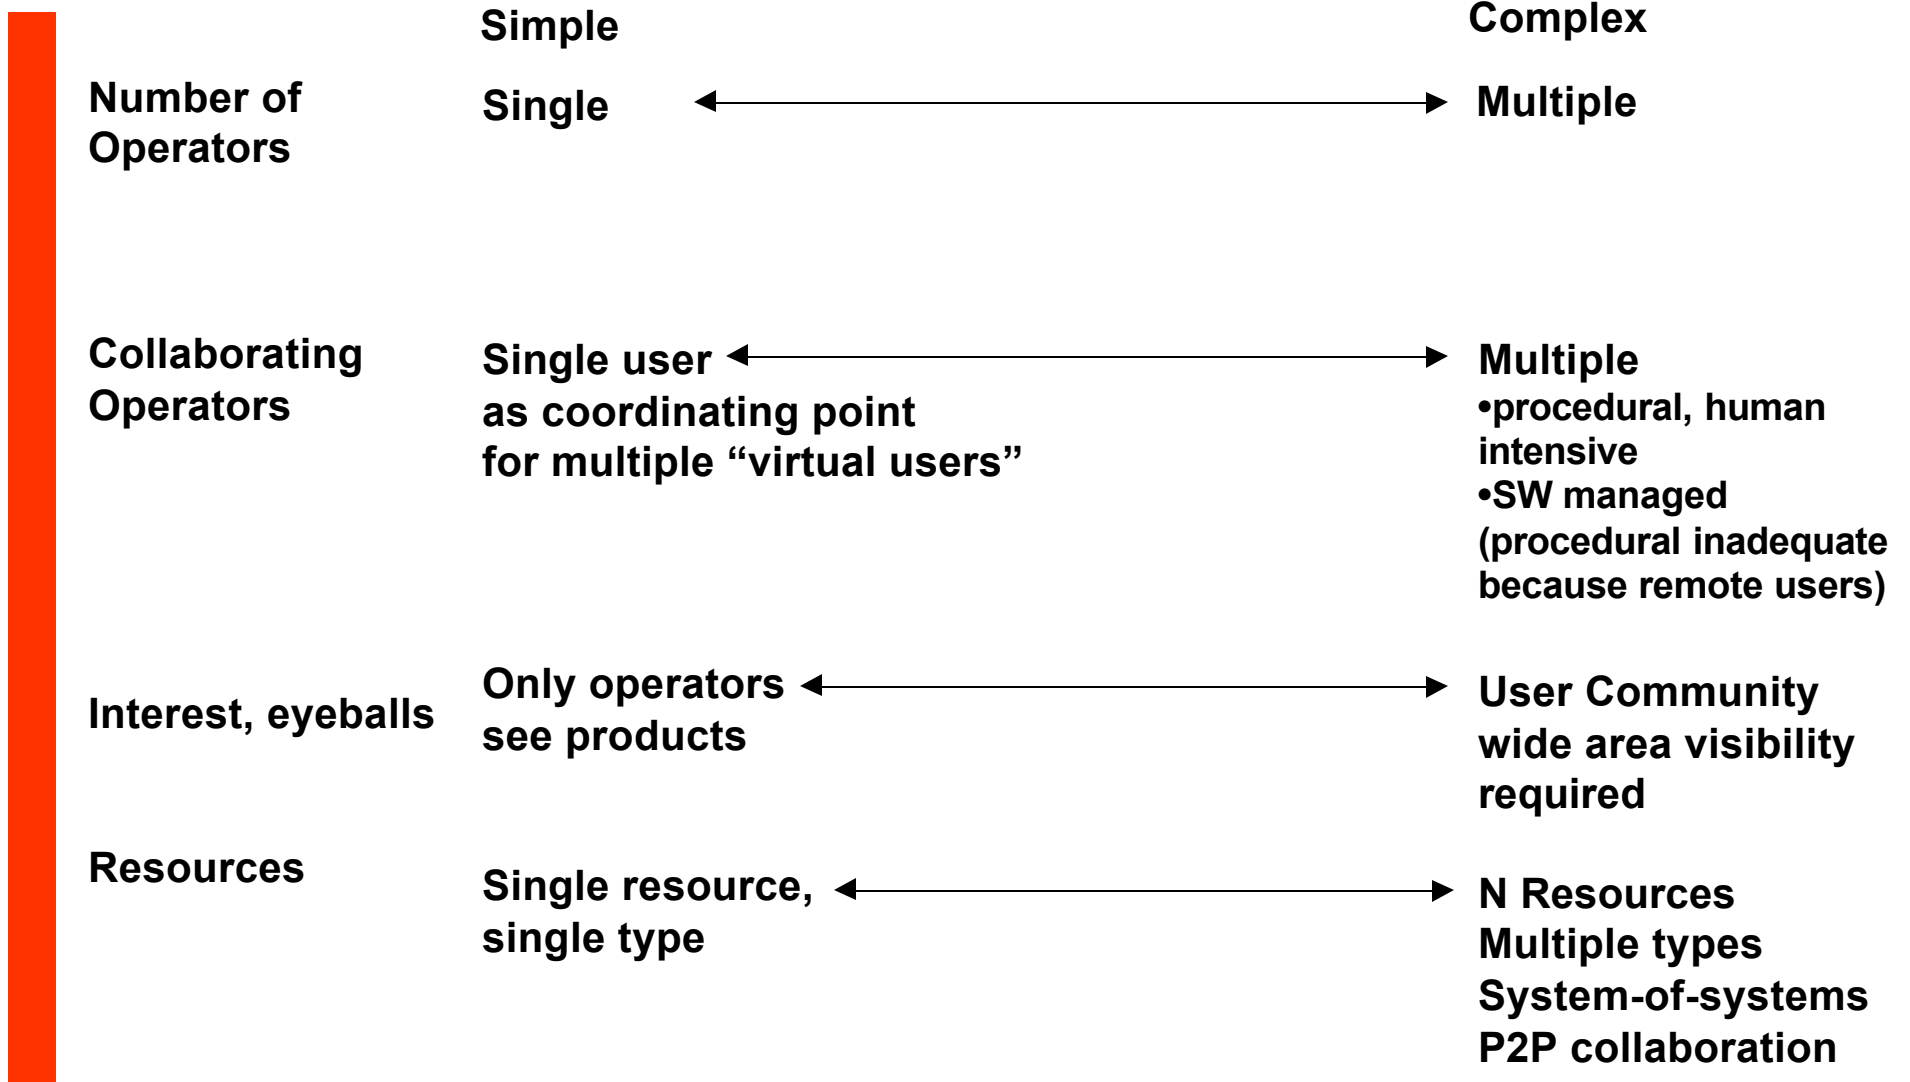 Simple
Complex
Number of
Operators
Single
Multiple
Collaborating
Operators
Single user
as coordinating point
for multiple “virtual users”
Multiple
•procedural, human
intensive
•SW managed
(procedural inadequate
because remote users)
Interest, eyeballs
Only operators
see products
User Community
wide area visibility
required
Resources
Single resource,
single type
N Resources
Multiple types
System-of-systems
P2P collaboration